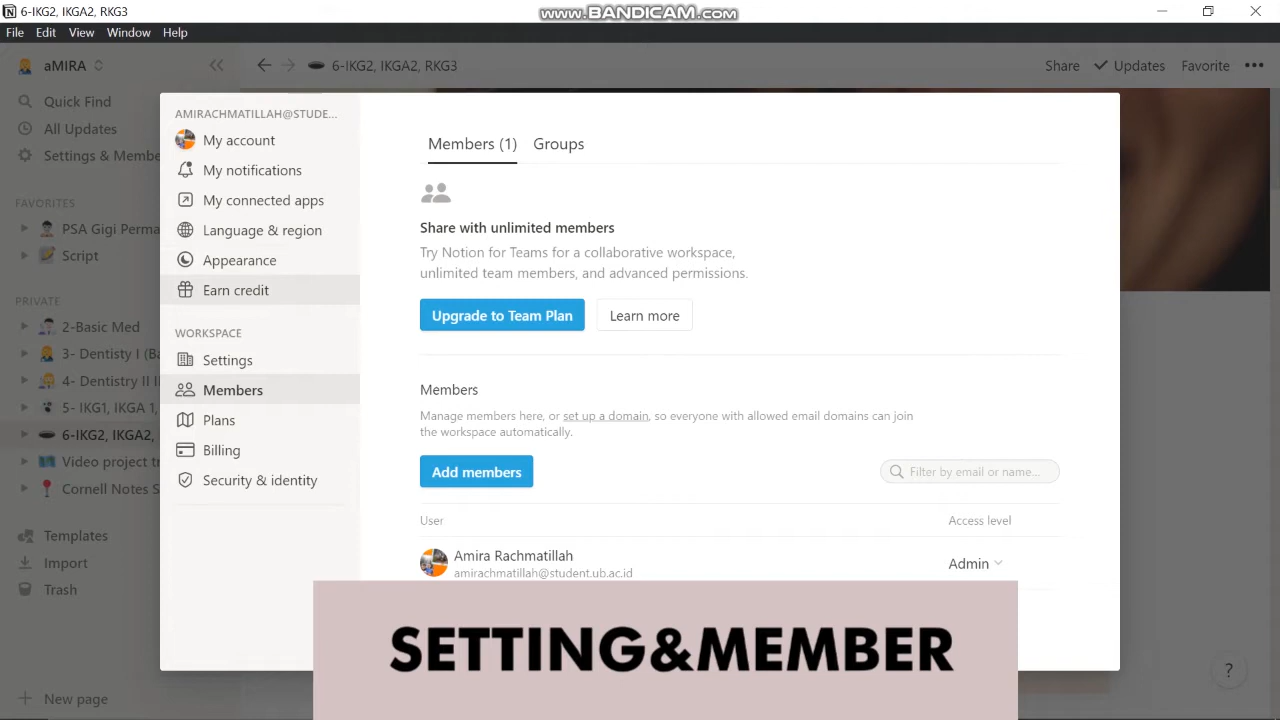 6-IKG2, IKGA2, RKG3
www.BANDICAM.com
File Edit View Window Help
aMIRA
6-IKG2, IKGA2, RKG3
Share Updates Favorite
Quick Find
All Updates
Settings & Membe
FAVORITES
PSA Gigi Perma
Script
PRIVATE
2-Basic Med
3- Dentisty I (Ba
4- Dentistry II II
5- IKG1, IKGA 1,
6-IKG2, IKGA2,
Video project tr
Cornell Notes S
Templates
Import
Trash
New page
AMIRACHMATILLAH@STUDE...
My account
My notifications
My connected apps
Language & region
Appearance
Earn credit
WORKSPACE
Settings
Members
Plans
Billing
Security & identity
Members (1) Groups
Share with unlimited members
Try Notion for Teams for a collaborative workspace,
unlimited team members, and advanced permissions.
Upgrade to Team Plan Learn more
Members
Manage members here, or set up a domain, so everyone with allowed email domains can join
the workspace automatically.
Add members Filter by email or name...
User Access level
Amira Rachmatillah
amirachmatillah@student.ub.ac.id
Admin
SETTING&MEMBER
?